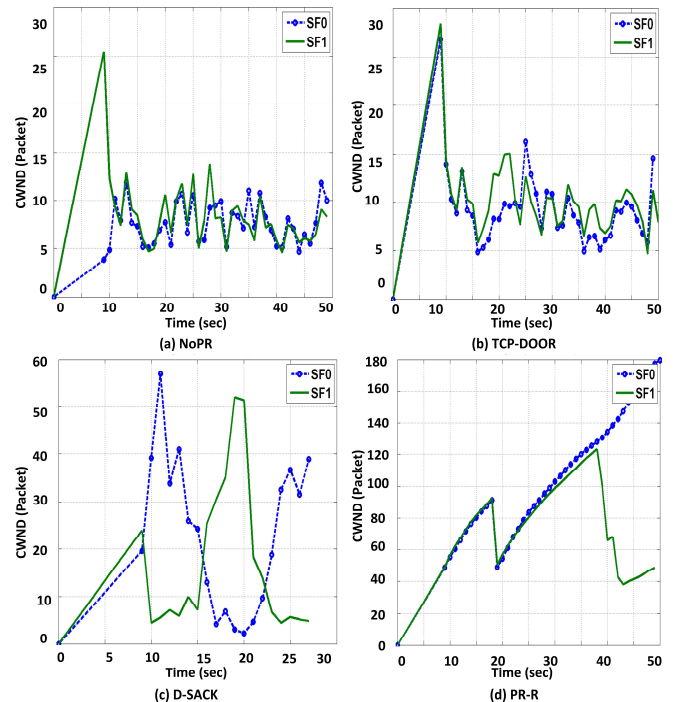 30
25
20
15
10
5
0
CWND (Packet)
SF0
SF1
0 10 20 30 40 50
Time (sec)
(a) NoPR
30
25
20
15
10
5
0
CWND (Packet)
SF0
SF1
0 10 20 30 40 50
Time (sec)
(b) TCP-DOOR
60
50
40
30
20
10
0
CWND (Packet)
SF0
SF1
0 5 10 15 20 25 30
Time (sec)
(c) D-SACK
180
160
140
120
100
80
60
40
20
0
CWND (Packet)
SF0
SF1
0 10 20 30 40 50
Time (sec)
(d) PR-R